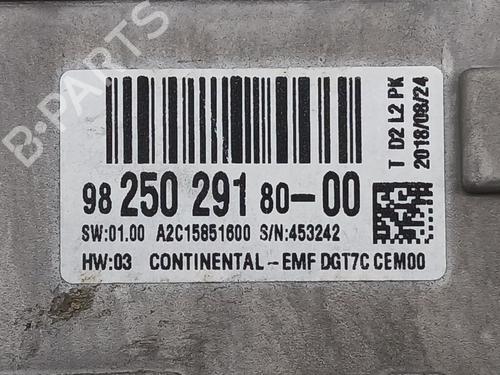 B-PARTS
98 250 291 80-00
SW:01.00 A2C15851600 S/N:453242
HW:03 CONTINENTAL-EMF DGT7C CEM00
T D2 L2 PK
2018/08/24